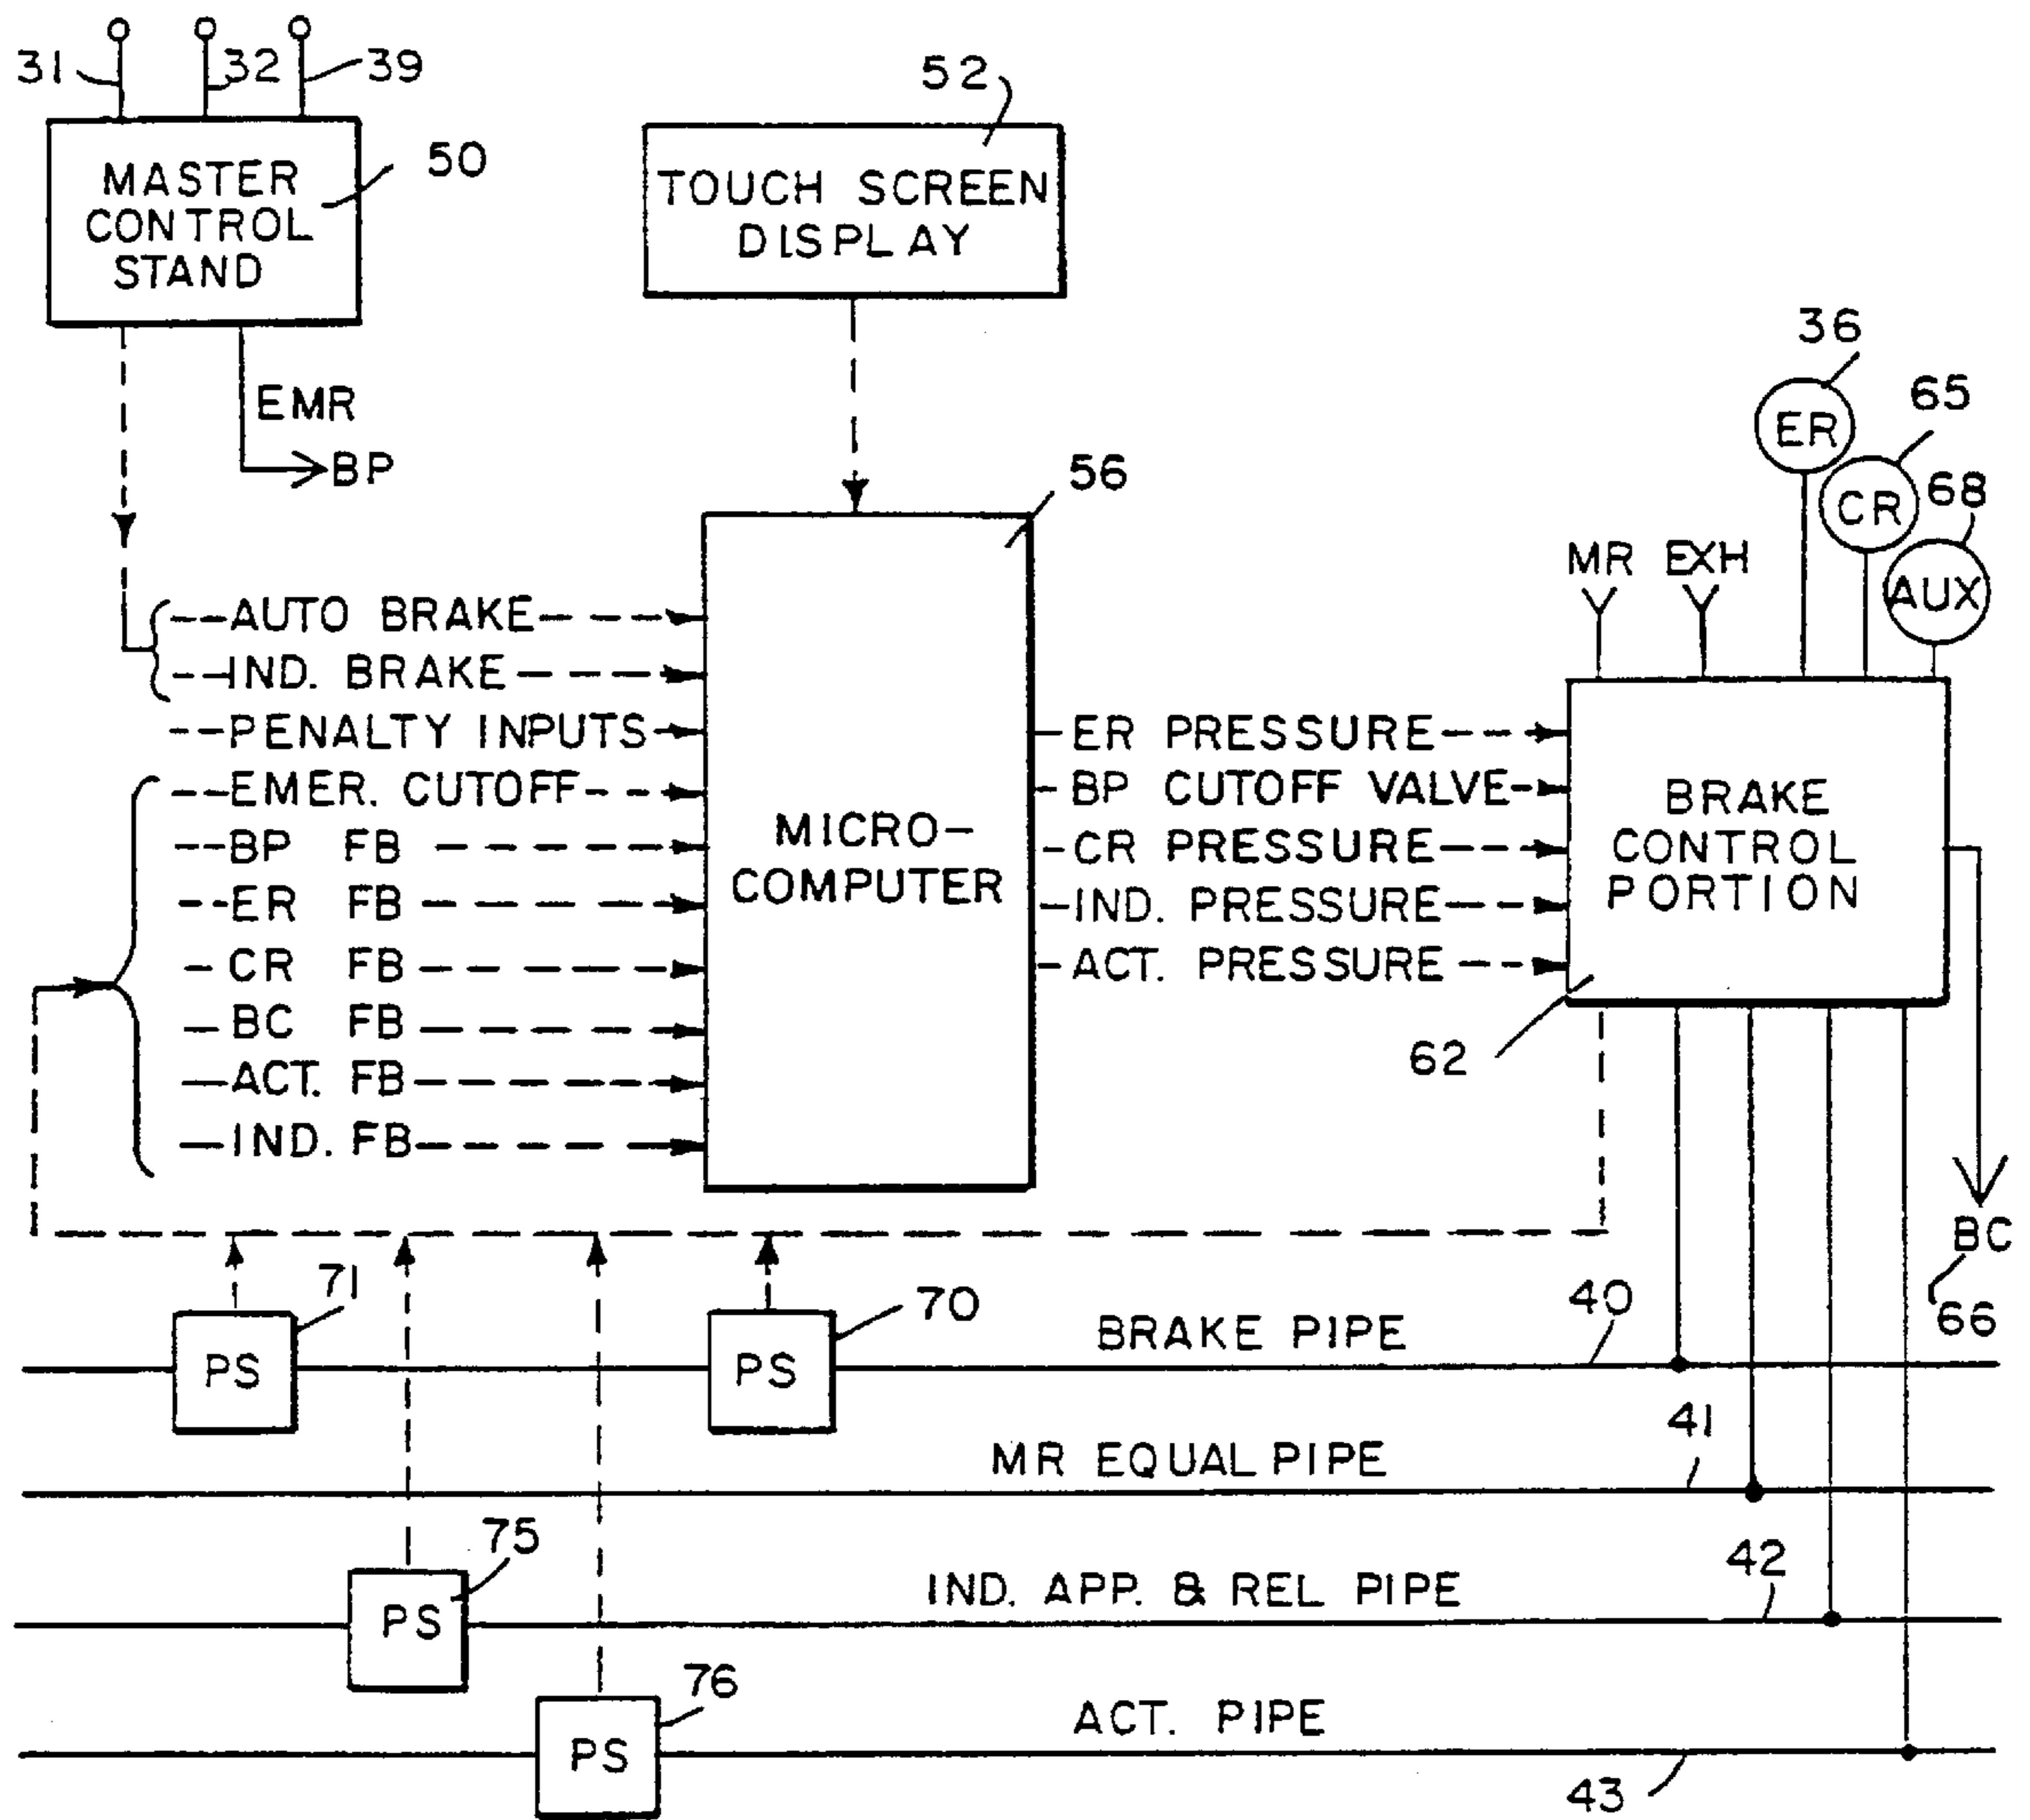 31
32
39
MASTER
CONTROL
STAND
50
52
TOUCH SCREEN
DISPLAY
EMR
BP
56
36
ER
65
CR
68
AUX
MR
EXH
AUTO BRAKE
IND. BRAKE
PENALTY INPUTS
EMER. CUTOFF
BP FB
ER FB
CR FB
BC FB
ACT. FB
IND. FB
MICRO-
COMPUTER
ER PRESSURE
BP CUTOFF VALVE
CR PRESSURE
IND. PRESSURE
ACT. PRESSURE
BRAKE
CONTROL
PORTION
62
BC
66
71
PS
70
PS
BRAKE PIPE
40
MR EQUAL PIPE
41
75
PS
IND. APP. & REL PIPE
42
76
PS
ACT. PIPE
43